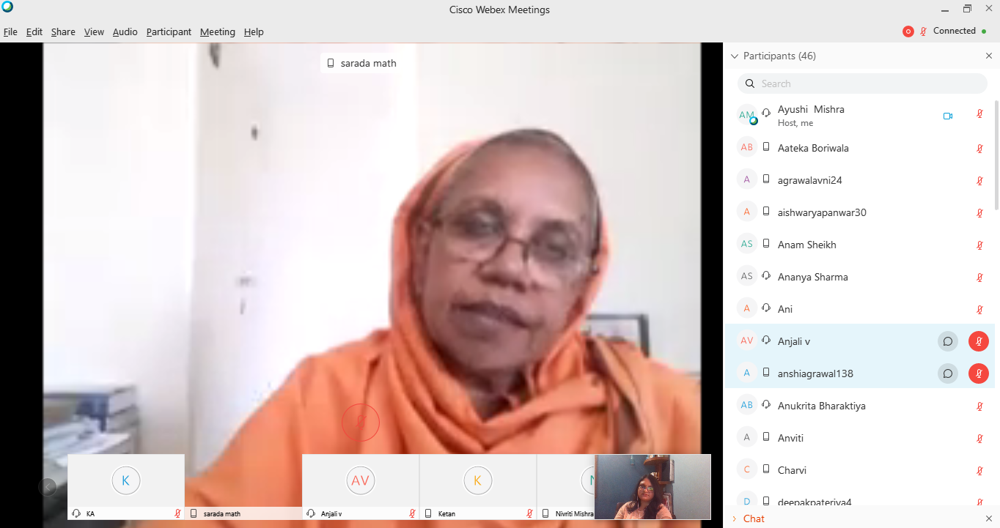 Cisco Webex Meetings
File Edit Share View Audio Participant Meeting Help
Connected
sarada math
Participants (46)
Search
AM Ayushi Mishra
Host, me
AB Aateka Boriwala
A agrawalavni24
A aishwaryapanwar30
AS Anam Sheikh
AS Ananya Sharma
A Ani
AV Anjali v
A anshiagrawal138
AB Anukrita Bharaktiya
A Anviti
C Charvi
D deepakpateriya4
Chat
K
AV
K
N
KA
sarada math
Anjali v
Ketan
Nivriti Mishra